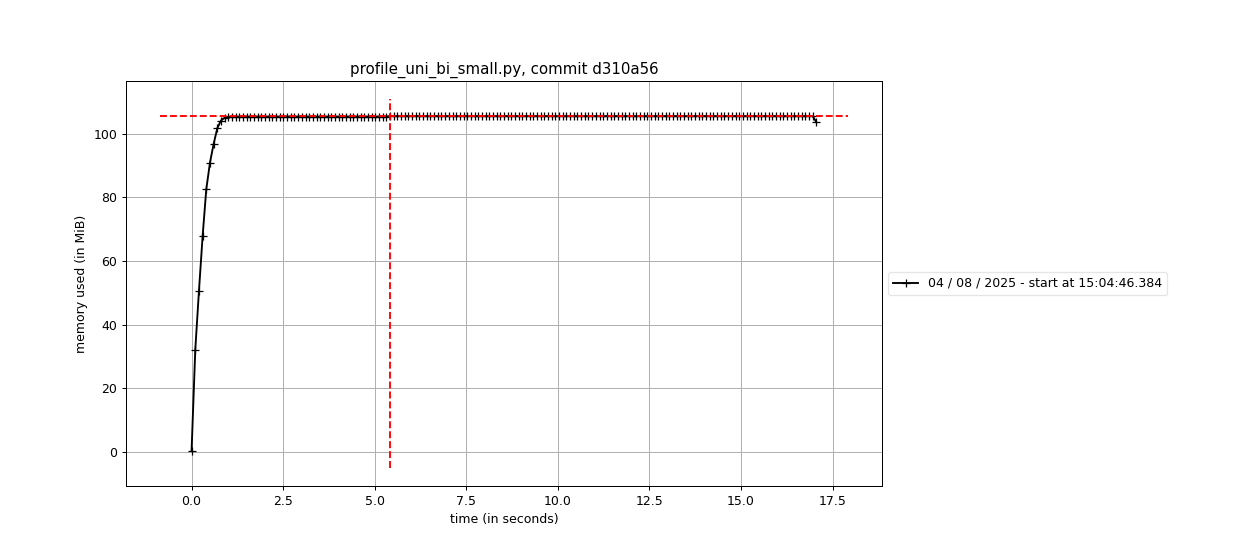 profile_uni_bi_small.py, commit d310a56
memory used (in MiB)
100
80
60
40
20
0
0.0 2.5 5.0 7.5 10.0 12.5 15.0 17.5
time (in seconds)
04 / 08 / 2025 - start at 15:04:46.384